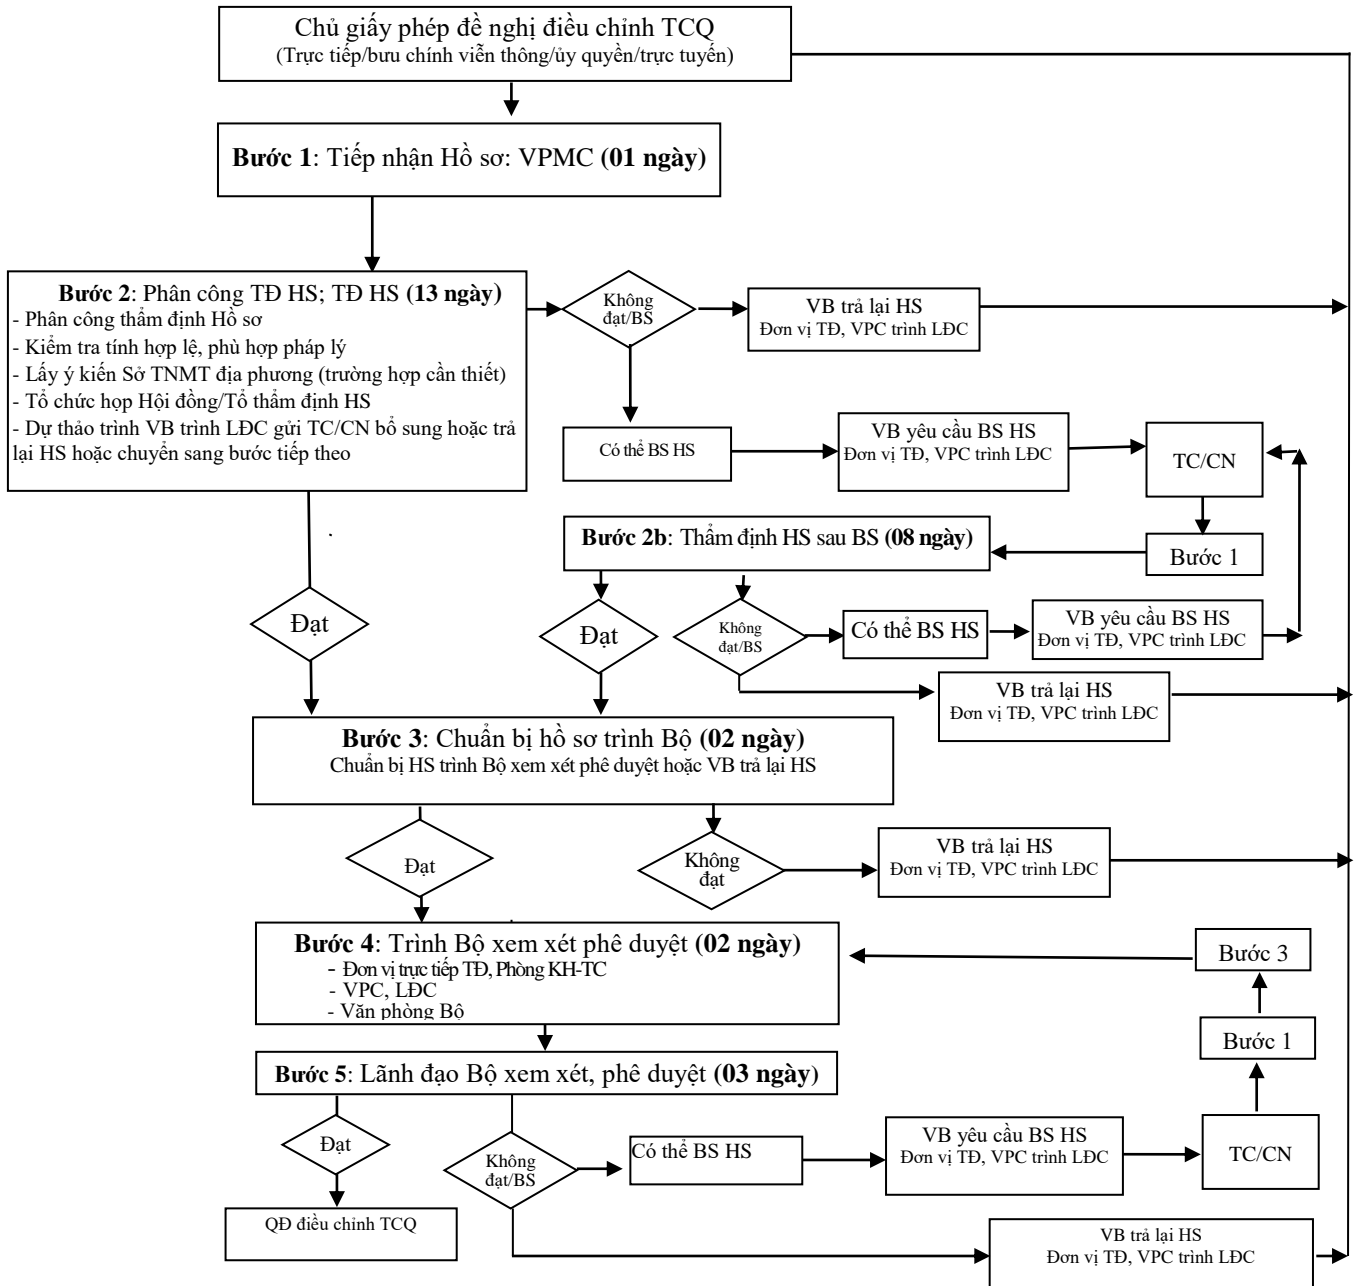 Chủ giấy phép đề nghị điều chỉnh TCQ
(Trực tiếp/bưu chính viễn thông/ủy quyền/trực tuyến)
Bước 1: Tiếp nhận Hồ sơ: VPMC (01 ngày)
Bước 2: Phân công TĐ HS; TĐ HS (13 ngày)
- Phân công thẩm định Hồ sơ
- Kiểm tra tính hợp lệ, phù hợp pháp lý
- Lấy ý kiến Sở TNMT địa phương (trường hợp cần thiết)
- Tổ chức họp Hội đồng/Tổ thẩm định HS
- Dự thảo trình VB trình LĐC gửi TC/CN bổ sung hoặc trả
lại HS hoặc chuyển sang bước tiếp theo
Không
đạt/BS
VB trả lại HS
Đơn vị TĐ, VPC trình LĐC
Có thể BS HS
VB yêu cầu BS HS
Đơn vị TĐ, VPC trình LĐC
TC/CN
Bước 2b: Thẩm định HS sau BS (08 ngày)
Bước 1
Đạt
Đạt
Không
đạt/BS
Có thể BS HS
VB yêu cầu BS HS
Đơn vị TĐ, VPC trình LĐC
VB trả lại HS
Đơn vị TĐ, VPC trình LĐC
Bước 3: Chuẩn bị hồ sơ trình Bộ (02 ngày)
Chuẩn bị HS trình Bộ xem xét phê duyệt hoặc VB trả lại HS
Đạt
Không
đạt
VB trả lại HS
Đơn vị TĐ, VPC trình LĐC
Bước 4: Trình Bộ xem xét phê duyệt (02 ngày)
- Đơn vị trực tiếp TĐ, Phòng KH-TC
- VPC, LĐC
- Văn phòng Bộ
Bước 3
Bước 1
Bước 5: Lãnh đạo Bộ xem xét, phê duyệt (03 ngày)
Đạt
Không
đạt/BS
Có thể BS HS
VB yêu cầu BS HS
Đơn vị TĐ, VPC trình LĐC
TC/CN
QĐ điều chỉnh TCQ
VB trả lại HS
Đơn vị TĐ, VPC trình LĐC